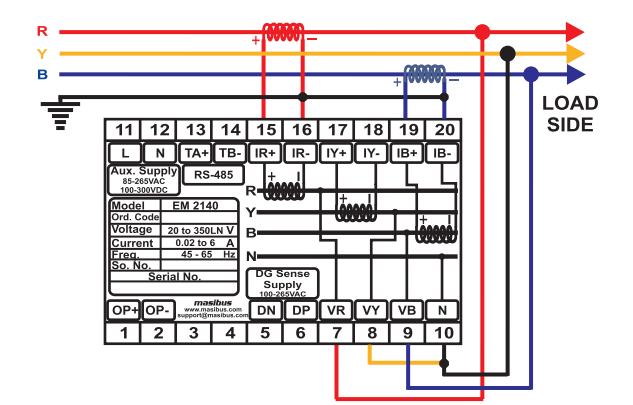 R
+ −
Y
B
+ −
LOAD
SIDE
11 12 13 14 15 16 17 18 19 20
L N TA+ TB- IR+ IR- IY+ IY- IB+ IB-
Aux. Supply
85-265VAC
100-300VDC
RS-485
+ −
R
+ −
Y
+ −
B
N
Model EM 2140
Ord. Code
Voltage 20 to 350LN V
Current 0.02 to 6 A
Freq. 45 - 65 Hz
So. No.
Serial No.
DG Sense
Supply
100-265VAC
masibus
www.masibus.com
support@masibus.com
OP+ OP- DN DP VR VY VB N
1 2 3 4 5 6 7 8 9 10